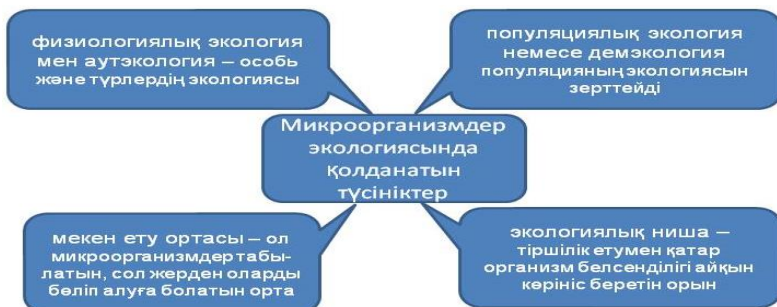 физиологиялық экология
мен аутэкология – особь
және түрлердің экологиясы
популяциялық экология
немесе демэкология
популяцияның экологиясын
зерттейді
Микроорганизмдер
экологиясында
қолданатын
түсініктер
мекен ету ортасы – ол
микроорганизмдертабы-
латын, сол жерден оларды
бөліп алуға болатын орта
экологиялық ниша –
тіршілік етумен қатар
организм белсенділігі айқын
көрініс беретін орын